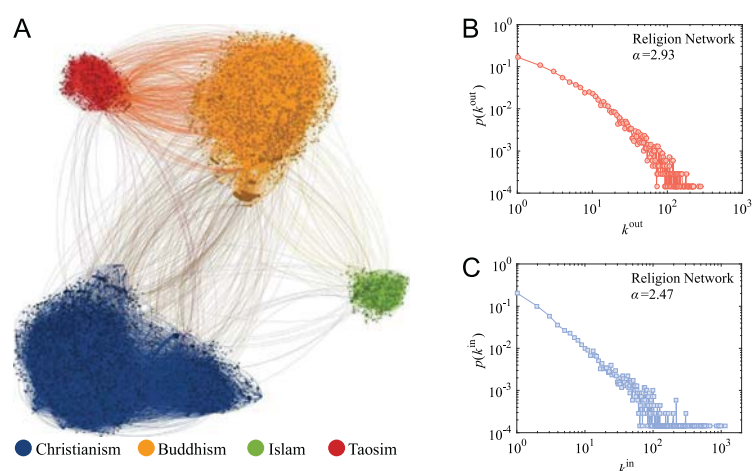 A
Christianism
Buddhism
Islam
Taosim
B
10^0
10^-1
10^-2
10^-3
10^-4
p(k^out)
Religion Network
α=2.93
10^0
10^1
10^2
10^3
k^out
C
10^0
10^-1
10^-2
10^-3
10^-4
p(k^in)
Religion Network
α=2.47
10^0
10^1
10^2
10^3
k^in